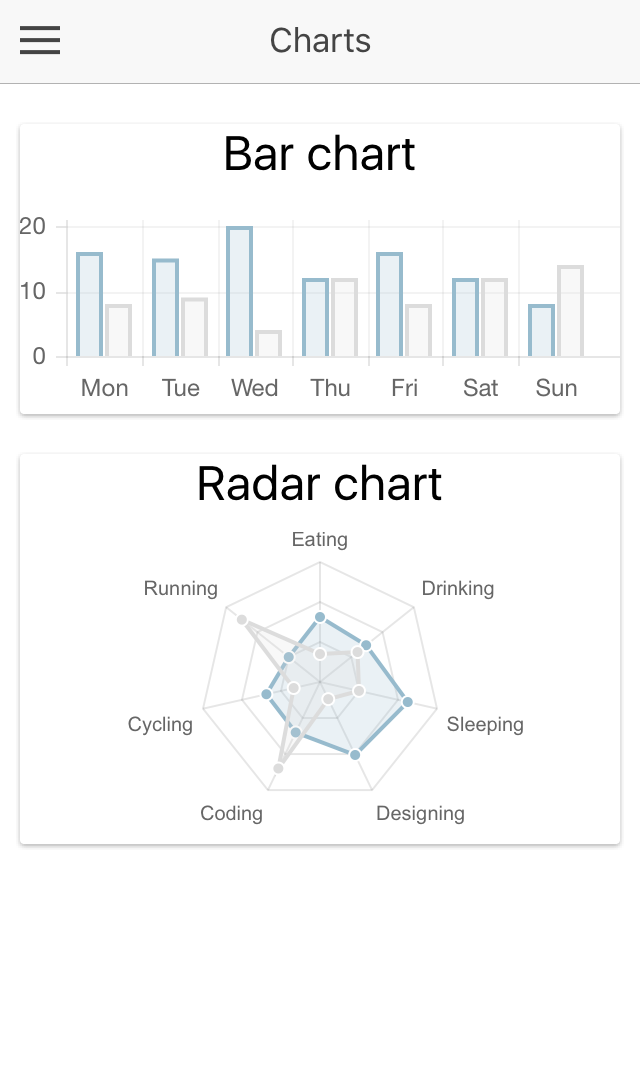 Charts
Bar chart
20
10
0
Mon Tue Wed Thu Fri Sat Sun
Radar chart
Eating
Running Drinking
Cycling Sleeping
Coding Designing